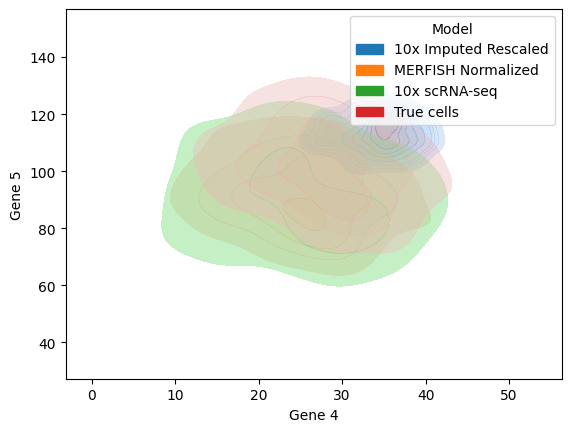 Model
10x Imputed Rescaled
MERFISH Normalized
10x scRNA-seq
True cells
140
120
100
80
60
40
Gene 5
0 10 20 30 40 50
Gene 4